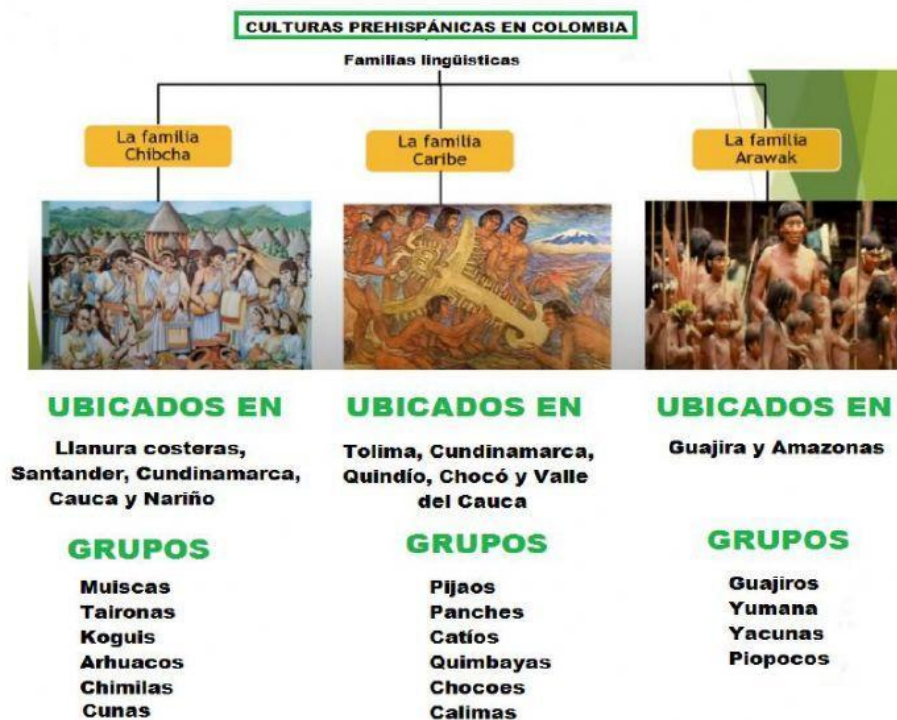 CULTURAS PREHISPÁNICAS EN COLOMBIA
Familias lingüisticas
La familia
Chibcha
La familia
Caribe
La familia
Arawak
UBICADOS EN
Llanura costeras,
Santander, Cundinamarca,
Cauca y Nariño
UBICADOS EN
Tolima, Cundinamarca,
Quindío, Chocó y Valle
del Cauca
UBICADOS EN
Guajira y Amazonas
GRUPOS
Muiscas
Taironas
Koguis
Arhuacos
Chimilas
Cunas
GRUPOS
Pijaos
Panches
Catíos
Quimbayas
Chocoes
Calimas
GRUPOS
Guajiros
Yumana
Yacunas
Piopocos